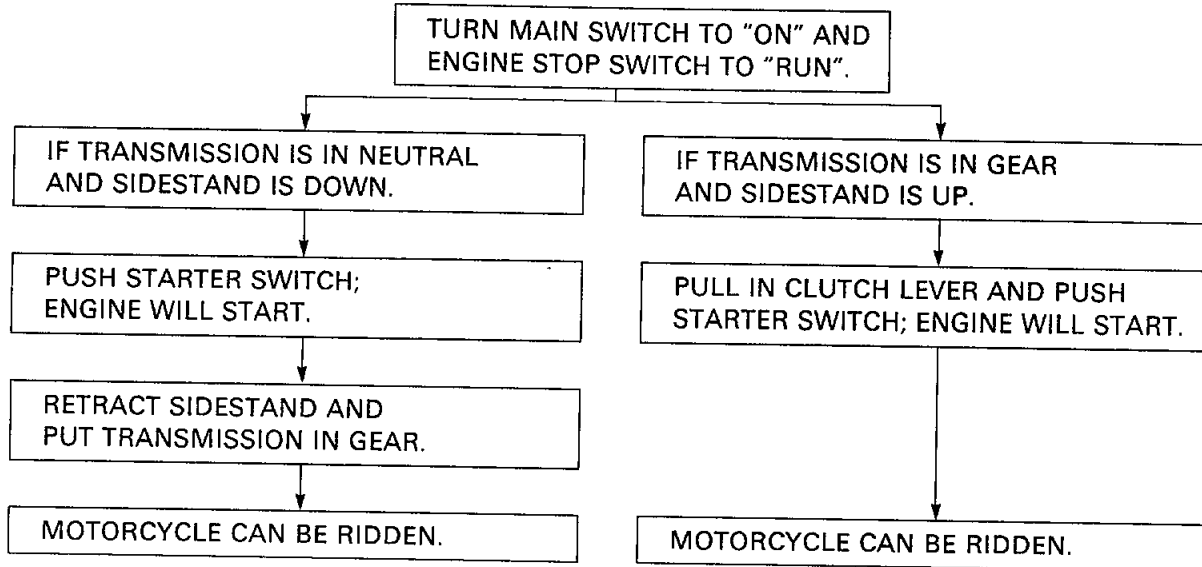 TURN MAIN SWITCH TO "ON" AND
ENGINE STOP SWITCH TO "RUN".
IF TRANSMISSION IS IN NEUTRAL
AND SIDESTAND IS DOWN.
PUSH STARTER SWITCH;
ENGINE WILL START.
RETRACT SIDESTAND AND
PUT TRANSMISSION IN GEAR.
MOTORCYCLE CAN BE RIDDEN.
IF TRANSMISSION IS IN GEAR
AND SIDESTAND IS UP.
PULL IN CLUTCH LEVER AND PUSH
STARTER SWITCH; ENGINE WILL START.
MOTORCYCLE CAN BE RIDDEN.